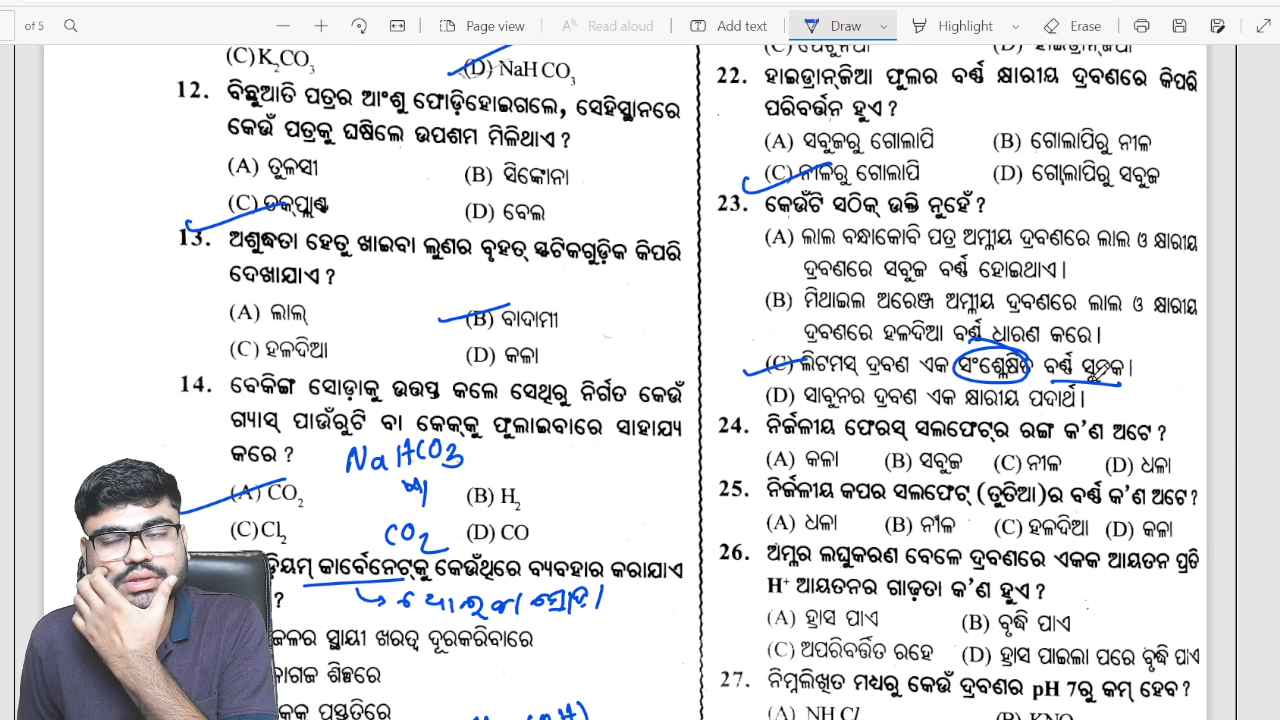 of 5
Page view
Read aloud
Add text
Draw
Highlight
Erase
(C) K₂CO₃
(D) NaHCO₃
12. ବିଛୁଆତି ପତ୍ରର ଆଂଶୁ ଫୋଡ଼ିହୋଇଗଲେ, ସେହିସ୍ଥାନରେ
କେଉଁ ପତ୍ରକୁ ଘଷିଲେ ଉପଶମ ମିଳିଥାଏ ?
(A) ତୁଳସୀ
(B) ସିଙ୍କୋନା
(C) ଡକ୍‌ପ୍ଲାଣ୍ଟ
(D) ବେଲ
13. ଅଶୁଦ୍ଧତା ହେତୁ ଖାଇବା ଲୁଣର ବୃହତ୍ ସ୍ଫଟିକଗୁଡ଼ିକ କିପରି
ଦେଖାଯାଏ ?
(A) ଲାଲ୍
(B) ବାଦାମୀ
(C) ହଳଦିଆ
(D) କଳା
14. ବେକିଙ୍ଗ ସୋଡ଼ାକୁ ଉତ୍ତପ୍ତ କଲେ ସେଥିରୁ ନିର୍ଗତ କେଉଁ
ଗ୍ୟାସ୍ ପାଉଁରୁଟି ବା କେକ୍‌କୁ ଫୁଲାଇବାରେ ସାହାଯ୍ୟ
କରେ ?
NaHCO3
(A) CO₂
(B) H₂
CO2
(C) Cl₂
(D) CO
ଡ଼ିୟମ୍ କାର୍ବୋନେଟ୍‌କୁ କେଉଁଥିରେ ବ୍ୟବହାର କରାଯାଏ
?
ଧୋଇବା ସୋଡା
ଜଳର ସ୍ଥାୟୀ ଖରତ୍ୱ ଦୂରକରିବାରେ
କାଗଜ ଶିଳ୍ପରେ
କେକ୍ ପ୍ରସ୍ତୁତିରେ
22. ହାଇଡ୍ରାନ୍‌ଜିଆ ଫୁଲର ବର୍ଣ୍ଣ କ୍ଷାରୀୟ ଦ୍ରବଣରେ କିପରି
ପରିବର୍ତ୍ତନ ହୁଏ ?
(A) ସବୁଜରୁ ଗୋଲାପି
(B) ଗୋଲାପିରୁ ନୀଳ
(C) ନୀଳରୁ ଗୋଲାପି
(D) ଗୋଲାପିରୁ ସବୁଜ
23. କେଉଁଟି ସଠିକ୍ ଉକ୍ତି ନୁହେଁ ?
(A) ଲାଲ ବନ୍ଧାକୋବି ପତ୍ର ଅମ୍ଳୀୟ ଦ୍ରବଣରେ ଲାଲ ଓ କ୍ଷାରୀୟ
ଦ୍ରବଣରେ ସବୁଜ ବର୍ଣ୍ଣ ହୋଇଥାଏ।
(B) ମିଥାଇଲ ଅରେଞ୍ଜ ଅମ୍ଳୀୟ ଦ୍ରବଣରେ ଲାଲ ଓ କ୍ଷାରୀୟ
ଦ୍ରବଣରେ ହଳଦିଆ ବର୍ଣ୍ଣ ଧାରଣ କରେ।
(C) ଲିଟମସ୍ ଦ୍ରବଣ ଏକ ସଂଶ୍ଳେଷିତ ବର୍ଣ୍ଣ ସୂଚକ।
(D) ସାବୁନର ଦ୍ରବଣ ଏକ କ୍ଷାରୀୟ ପଦାର୍ଥ।
24. ନିର୍ଜଳୀୟ ଫେରସ୍ ସଲଫେଟ୍‌ର ରଙ୍ଗ କ'ଣ ଅଟେ ?
(A) କଳା (B) ସବୁଜ (C) ନୀଳ (D) ଧଳା
25. ନିର୍ଜଳୀୟ କପର ସଲଫେଟ୍ (ତୁତିଆ)ର ବର୍ଣ୍ଣ କ'ଣ ଅଟେ ?
(A) ଧଳା (B) ନୀଳ (C) ହଳଦିଆ (D) କଳା
26. ଅମ୍ଳର ଲଘୁକରଣ ବେଳେ ଦ୍ରବଣରେ ଏକକ ଆୟତନ ପ୍ରତି
H⁺ ଆୟତନର ଗାଢ଼ତା କ'ଣ ହୁଏ ?
(A) ହ୍ରାସ ପାଏ
(B) ବୃଦ୍ଧି ପାଏ
(C) ଅପରିବର୍ତ୍ତିତ ରହେ
(D) ହ୍ରାସ ପାଇଲା ପରେ ବୃଦ୍ଧି ପାଏ
27. ନିମ୍ନଲିଖିତ ମଧ୍ୟରୁ କେଉଁ ଦ୍ରବଣର pH 7ରୁ କମ୍ ହେବ ?